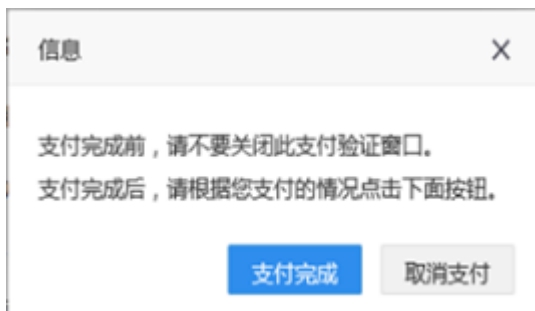 信息
支付完成前，请不要关闭此支付验证窗口。
支付完成后，请根据您支付的情况点击下面按钮。
支付完成
取消支付